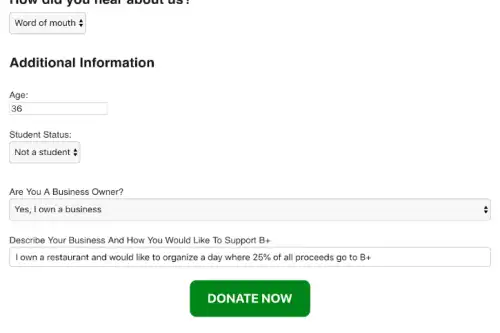 How did you hear about us?
Word of mouth
Additional Information
Age:
36
Student Status:
Not a student
Are You A Business Owner?
Yes, I own a business
Describe Your Business And How You Would Like To Support B+
I own a restaurant and would like to organize a day where 25% of all proceeds go to B+
DONATE NOW